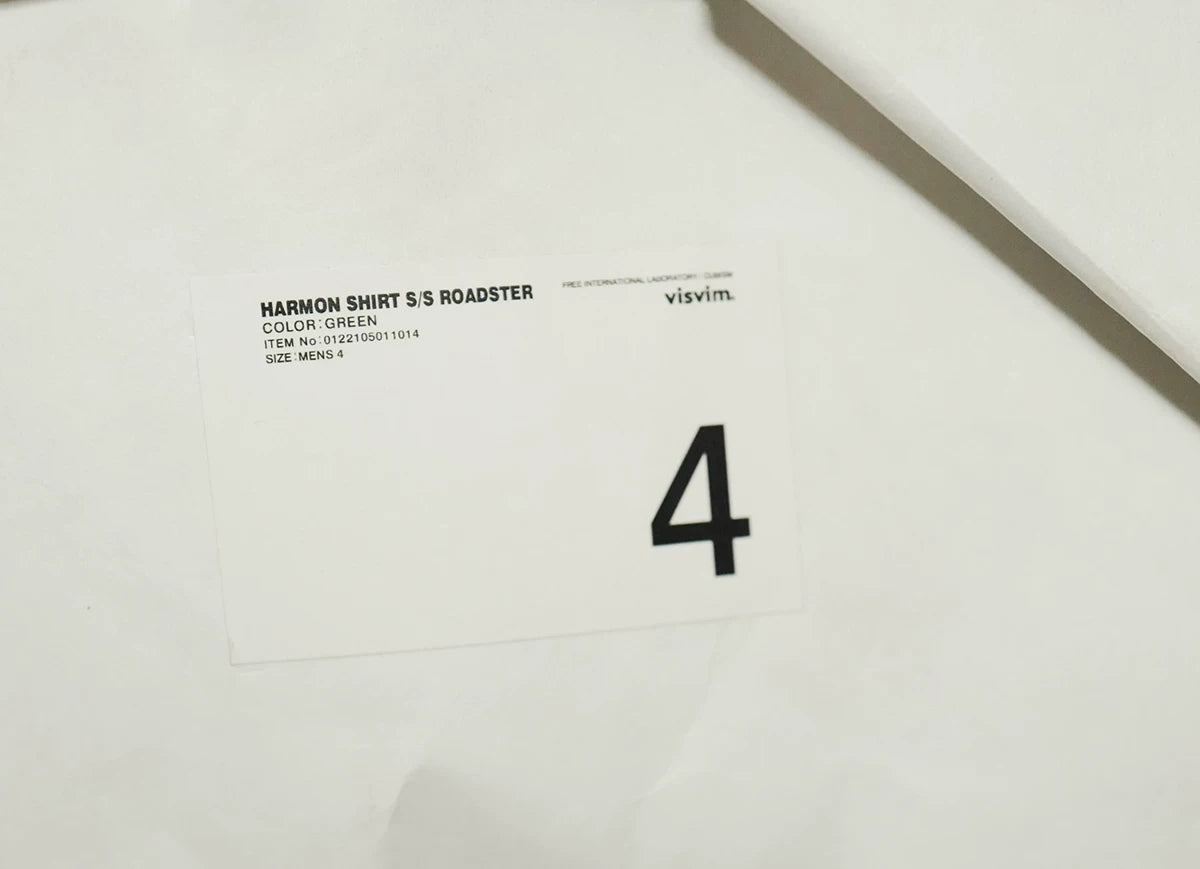 HARMON SHIRT S/S ROADSTER
COLOR:GREEN
ITEM No:0122105011014
SIZE:MENS 4
FREE INTERNATIONAL LABORATORY / CUBISM
visvim.
4